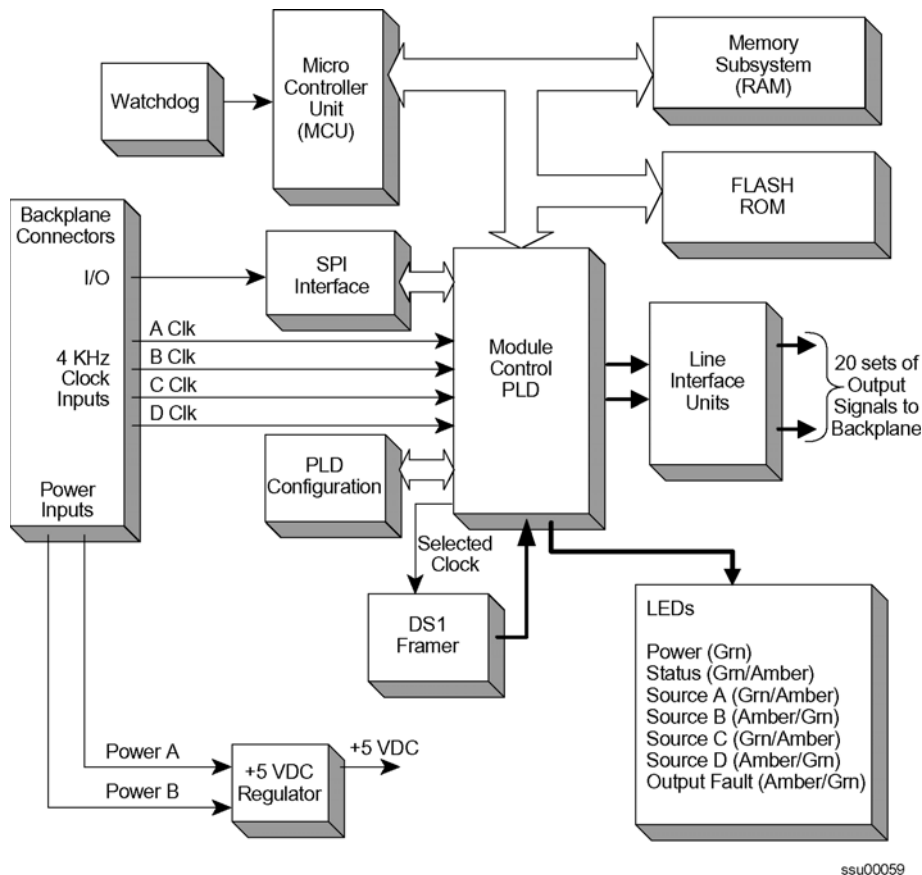 Watchdog
Micro
Controller
Unit
(MCU)
Memory
Subsystem
(RAM)
FLASH
ROM
Backplane
Connectors
I/O
4 KHz
Clock
Inputs
Power
Inputs
SPI
Interface
A Clk
B Clk
C Clk
D Clk
PLD
Configuration
Module
Control
PLD
Line
Interface
Units
20 sets of
Output
Signals to
Backplane
Selected
Clock
DS1
Framer
LEDs
Power (Grn)
Status (Grn/Amber)
Source A (Grn/Amber)
Source B (Amber/Grn)
Source C (Grn/Amber)
Source D (Amber/Grn)
Output Fault (Amber/Grn)
Power A
Power B
+5 VDC
Regulator
+5 VDC
ssu00059